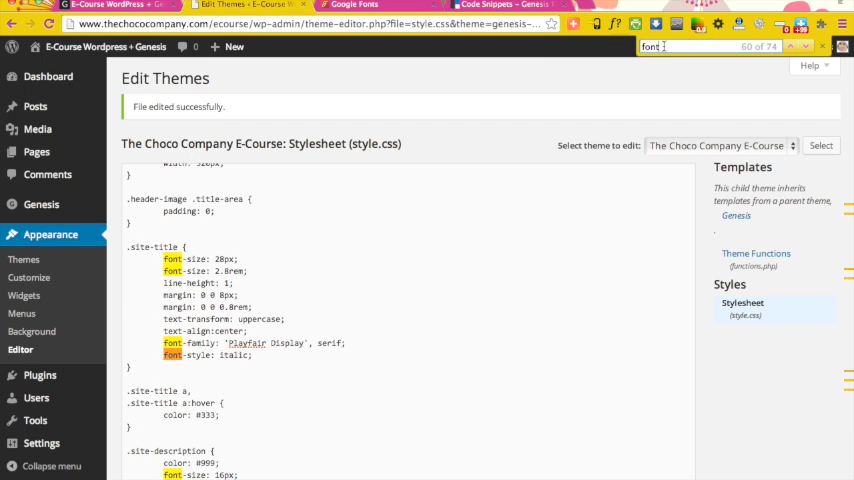 E-Course Wordpress + Genesis
Edit Themes ‹ E-Course W
Google Fonts
Code Snippets – Genesis F
www.thechococompany.com/ecourse/wp-admin/theme-editor.php?file=style.css&theme=genesis-
f?
0
+99
E-Course Wordpress + Genesis
0
+ New
font
60 of 74
Help
Dashboard
Posts
Media
Pages
Comments
Genesis
Appearance
Themes
Customize
Widgets
Menus
Background
Editor
Plugins
Users
Tools
Settings
Collapse menu
Edit Themes
File edited successfully.
The Choco Company E-Course: Stylesheet (style.css)
Select theme to edit:
The Choco Company E-Course
Select
width: 320px;
}
.header-image .title-area {
padding: 0;
}
.site-title {
font-size: 28px;
font-size: 2.8rem;
line-height: 1;
margin: 0 0 8px;
margin: 0 0 0.8rem;
text-transform: uppercase;
text-align:center;
font-family: 'Playfair Display', serif;
font-style: italic;
}
.site-title a,
.site-title a:hover {
color: #333;
}
.site-description {
color: #999;
font-size: 16px;
Templates
This child theme inherits
templates from a parent theme,
Genesis
.
Theme Functions
(functions.php)
Styles
Stylesheet
(style.css)